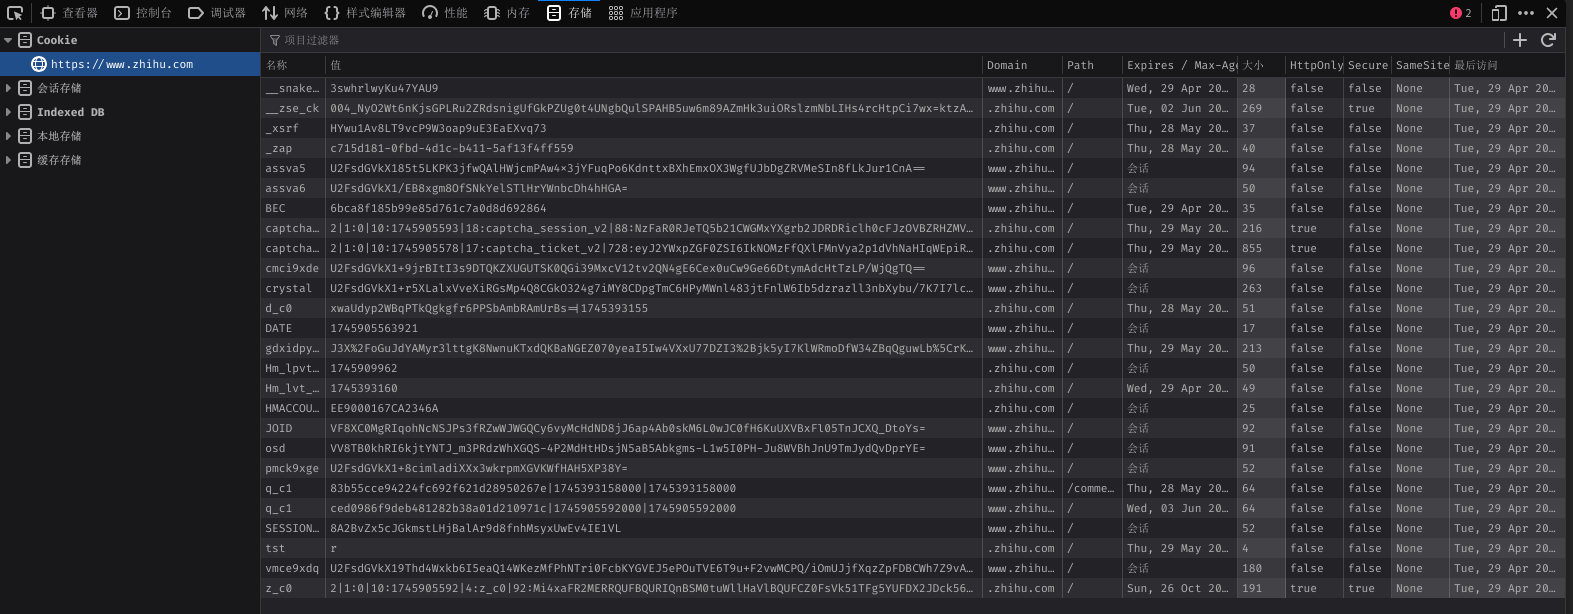 查看器 控制台 调试器 网络 样式编辑器 性能 内存 存储 应用程序 2
Cookie 项目过滤器
https://www.zhihu.com
会话存储
Indexed DB
本地存储
缓存存储
名称 值 Domain Path Expires / Max-Age 大小 HttpOnly Secure SameSite 最后访问
__snake… 3swhrlwyKu47YAU9 www.zhihu… / Wed, 29 Apr 20… 28 false false None Tue, 29 Apr 20…
__zse_ck 004_NyO2Wt6nKjsGPLRu2ZRdsnigUfGkPZUg0t4UNgbQulSPAHB5uw6m89AZmHk3uiORslzmNbLIHs4rcHtpCi7wx=ktzA… www.zhihu… / Tue, 02 Jun 20… 269 false true None Tue, 29 Apr 20…
_xsrf HYwu1Av8LT9vcP9W3oap9uE3EaEXvq73 .zhihu.com / Thu, 28 May 20… 37 false false None Tue, 29 Apr 20…
_zap c715d181-0fbd-4d1c-b411-5af13f4ff559 .zhihu.com / Thu, 28 May 20… 40 false false None Tue, 29 Apr 20…
assva5 U2FsdGVkX185t5LKPK3jfwQAlHWjcmPAw4x3jYFuqPo6KdnttxBXhEmxOX3WgfUJbDgZRVMeSIn8fLkJur1CnA== www.zhihu… / 会话 94 false false None Tue, 29 Apr 20…
assva6 U2FsdGVkX1/EB8xgm8OfSNkYelSTlHrYWnbcDh4hHGA= www.zhihu… / 会话 50 false false None Tue, 29 Apr 20…
BEC 6bca8f185b99e85d761c7a0d8d692864 www.zhihu… / Tue, 29 Apr 20… 35 false false None Tue, 29 Apr 20…
captcha… 2|1:0|10:1745905593|18:captcha_session_v2|88:NzFaR0RJeTQ5b21CWGMxYXgrb2JDRDRiclh0cFJzOVBZRHZMV… www.zhihu… / Thu, 29 May 20… 216 true false None Tue, 29 Apr 20…
captcha… 2|1:0|10:1745905578|17:captcha_ticket_v2|728:eyJ2YWxpZGF0ZSI6IkNOMzFfQXlFMnVya2p1dVhNaHIqWEpiR… www.zhihu… / Thu, 29 May 20… 855 true false None Tue, 29 Apr 20…
cmci9xde U2FsdGVkX1+9jrBItI3s9DTQKZXUGUTSK0QGi39MxcV12tv2QN4gE6Cex0uCw9Ge66DtymAdcHtTzLP/WjQgTQ== www.zhihu… / 会话 96 false false None Tue, 29 Apr 20…
crystal U2FsdGVkX1+r5XLalxVveXiRGsMp4Q8CGkO324g7iMY8CDpgTmC6HPyMWnl483jtFnlW6Ib5dzrazll3nbXybu/7K7I7lc… www.zhihu… / 会话 263 false false None Tue, 29 Apr 20…
d_c0 xwaUdyp2WBqPTkQgkgfr6PPSbAmbRAmUrBs=|1745393155 .zhihu.com / Thu, 28 May 20… 51 false false None Tue, 29 Apr 20…
DATE 1745905563921 www.zhihu… / 会话 17 false false None Tue, 29 Apr 20…
gdxidpy… J3X%2FoGuJdYAMyr3lttgK8NwnuKTxdQKBaNGEZ070yeaI5Iw4VXxU77DZI3%2Bjk5yI7KlWRmoDfW34ZBqQguwLb%5CrK… www.zhihu… / Thu, 29 May 20… 213 false false None Tue, 29 Apr 20…
Hm_lpvt… 1745909962 .zhihu.com / 会话 50 false false None Tue, 29 Apr 20…
Hm_lvt_… 1745393160 .zhihu.com / Wed, 29 Apr 20… 49 false false None Tue, 29 Apr 20…
HMACCOU… EE9000167CA2346A .zhihu.com / 会话 25 false false None Tue, 29 Apr 20…
JOID VF8XC0MgRIqohNcNSJPs3fRZwWJWGQCy6vyMcHdND8jJ6ap4Ab0skM6L0wJC0fH6KuUXVBxFl05TnJCXQ_DtoYs= www.zhihu… / 会话 92 false false None Tue, 29 Apr 20…
osd VV8TB0khRI6kjtYNTJ_m3PRdzWhXGQS-4P2MdHtHDsjN5aB5Abkgms-L1w5I0PH-Ju8WVBhJnU9TmJydQvDprYE= www.zhihu… / 会话 91 false false None Tue, 29 Apr 20…
pmck9xge U2FsdGVkX1+8cimladiXXx3wkrpmXGVKWfHAH5XP38Y= www.zhihu… / 会话 52 false false None Tue, 29 Apr 20…
q_c1 83b55cce94224fc692f621d28950267e|1745393158000|1745393158000 www.zhihu… /comme… Thu, 28 May 20… 64 false false None Tue, 29 Apr 20…
q_c1 ced0986f9deb481282b38a01d210971c|1745905592000|1745905592000 www.zhihu… / Wed, 03 Jun 20… 64 false false None Tue, 29 Apr 20…
SESSION… 8A2BvZx5cJGkmstLHjBalAr9d8fnhMsyxUwEv4IE1VL www.zhihu… / 会话 52 false false None Tue, 29 Apr 20…
tst r .zhihu.com / Thu, 29 May 20… 4 false false None Tue, 29 Apr 20…
vmce9xdq U2FsdGVkX19Thd4Wxkb6I5eaQ14WKezMfPhNTri0FcbKYGVEJ5ePOuTVE6T9u+F2vwMCPQ/iOmUJjfXqzZpFDBCWh7Z9vA… www.zhihu… / 会话 180 false false None Tue, 29 Apr 20…
z_c0 2|1:0|10:1745905592|4:z_c0|92:Mi4xaFR2MERRQUFBQURIQnBSM0tuWllHaVlBQUFCZ0FsVk51TFg5YUFDX2JDck56… .zhihu.com / Sun, 26 Oct 20… 191 true true None Tue, 29 Apr 20…